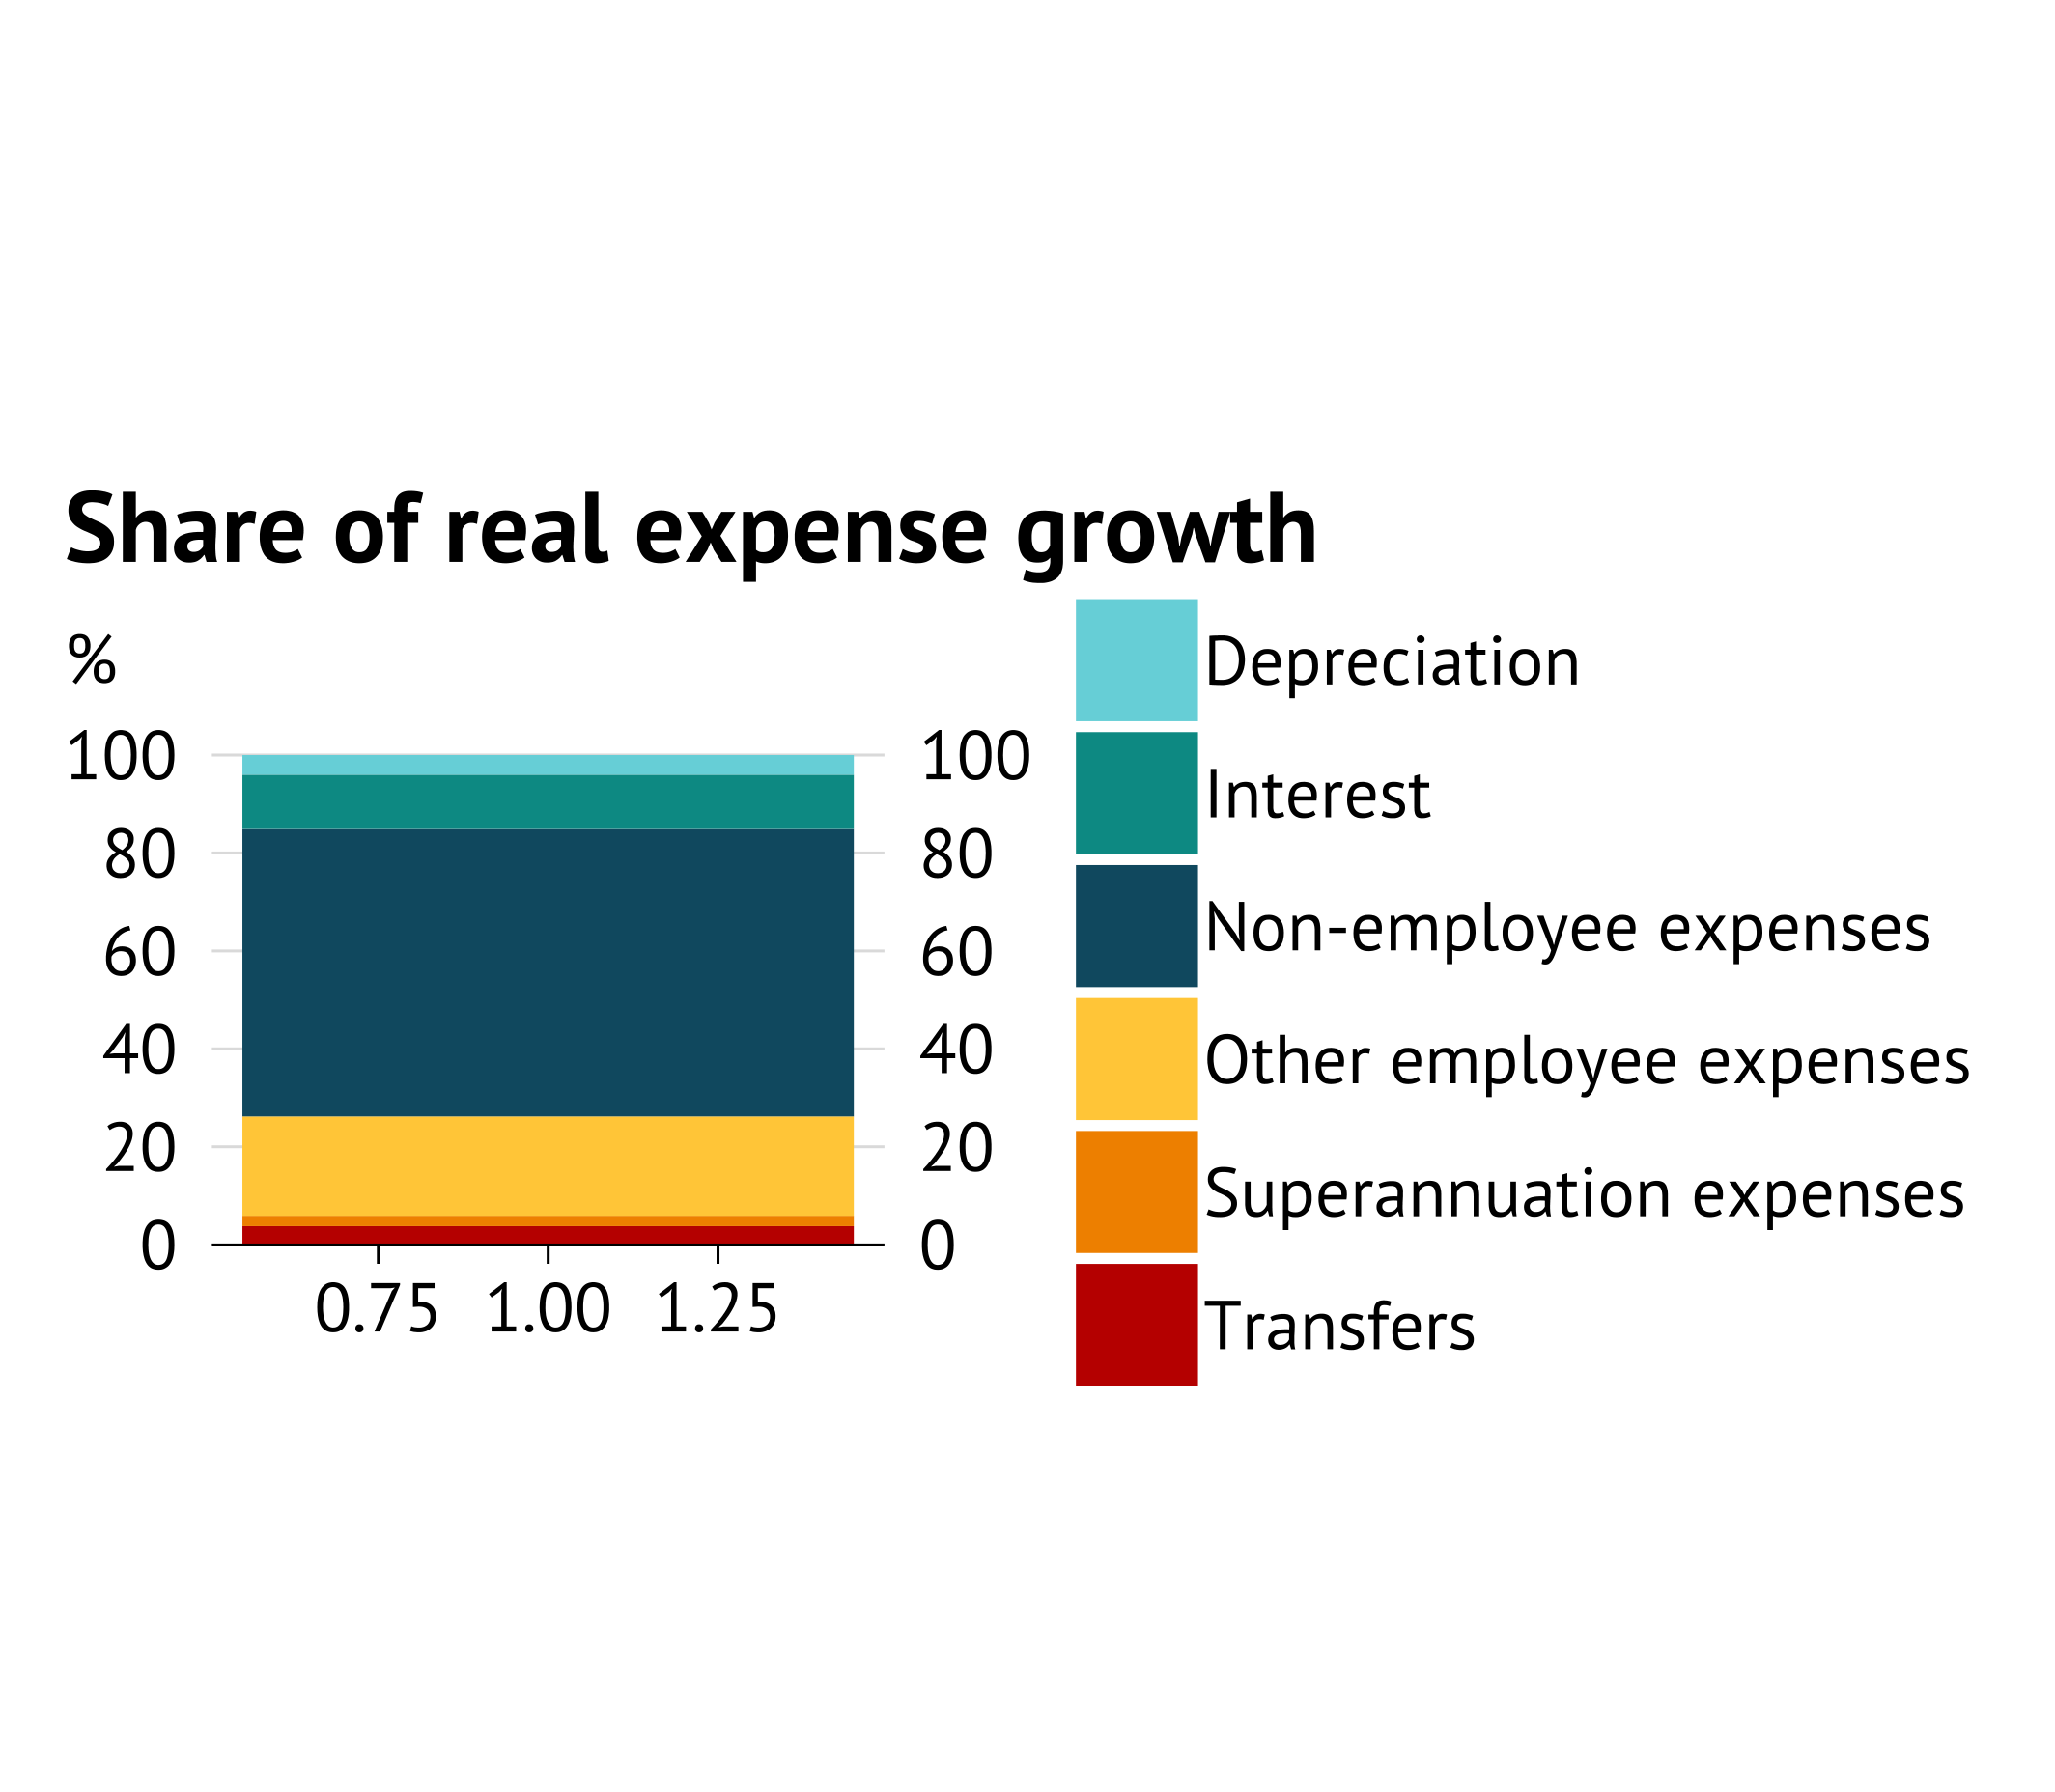 Share of real expense growth
%
100
80
60
40
20
0
100
80
60
40
20
0
0.75 1.00 1.25
Depreciation
Interest
Non-employee expenses
Other employee expenses
Superannuation expenses
Transfers